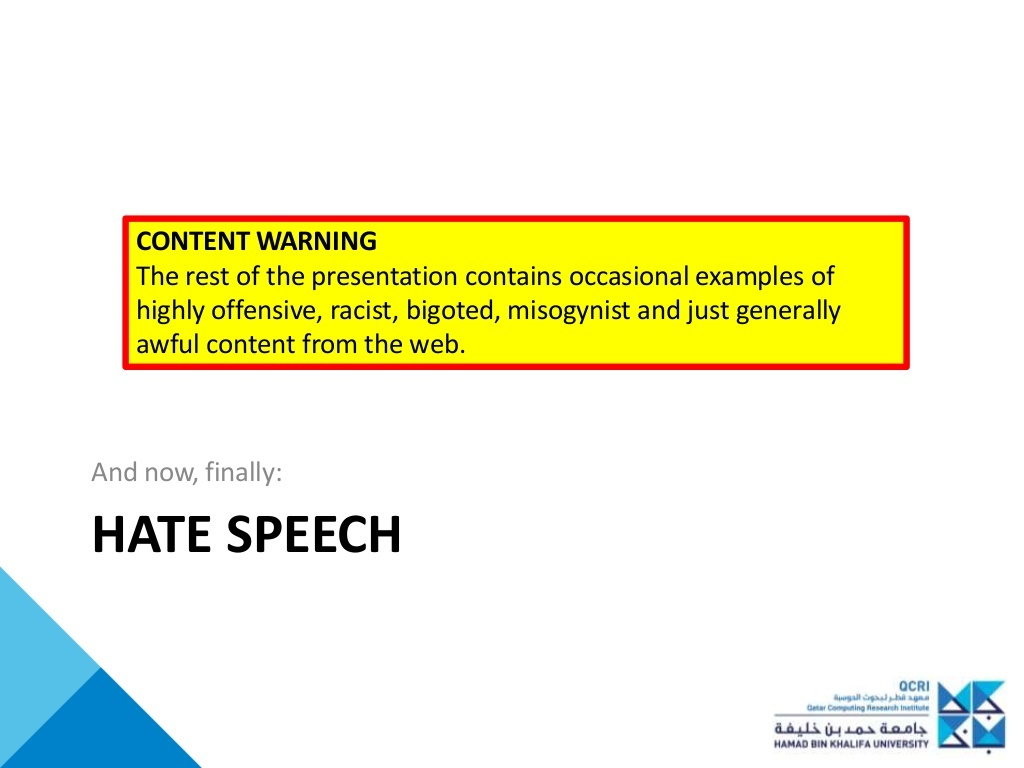 CONTENT WARNING
The rest of the presentation contains occasional examples of
highly offensive, racist, bigoted, misogynist and just generally
awful content from the web.
And now, finally:
HATE SPEECH
QCRI
معهد قطر لبحوث الحوسبة
Qatar Computing Research Institute
جامعة حمد بن خليفة
HAMAD BIN KHALIFA UNIVERSITY